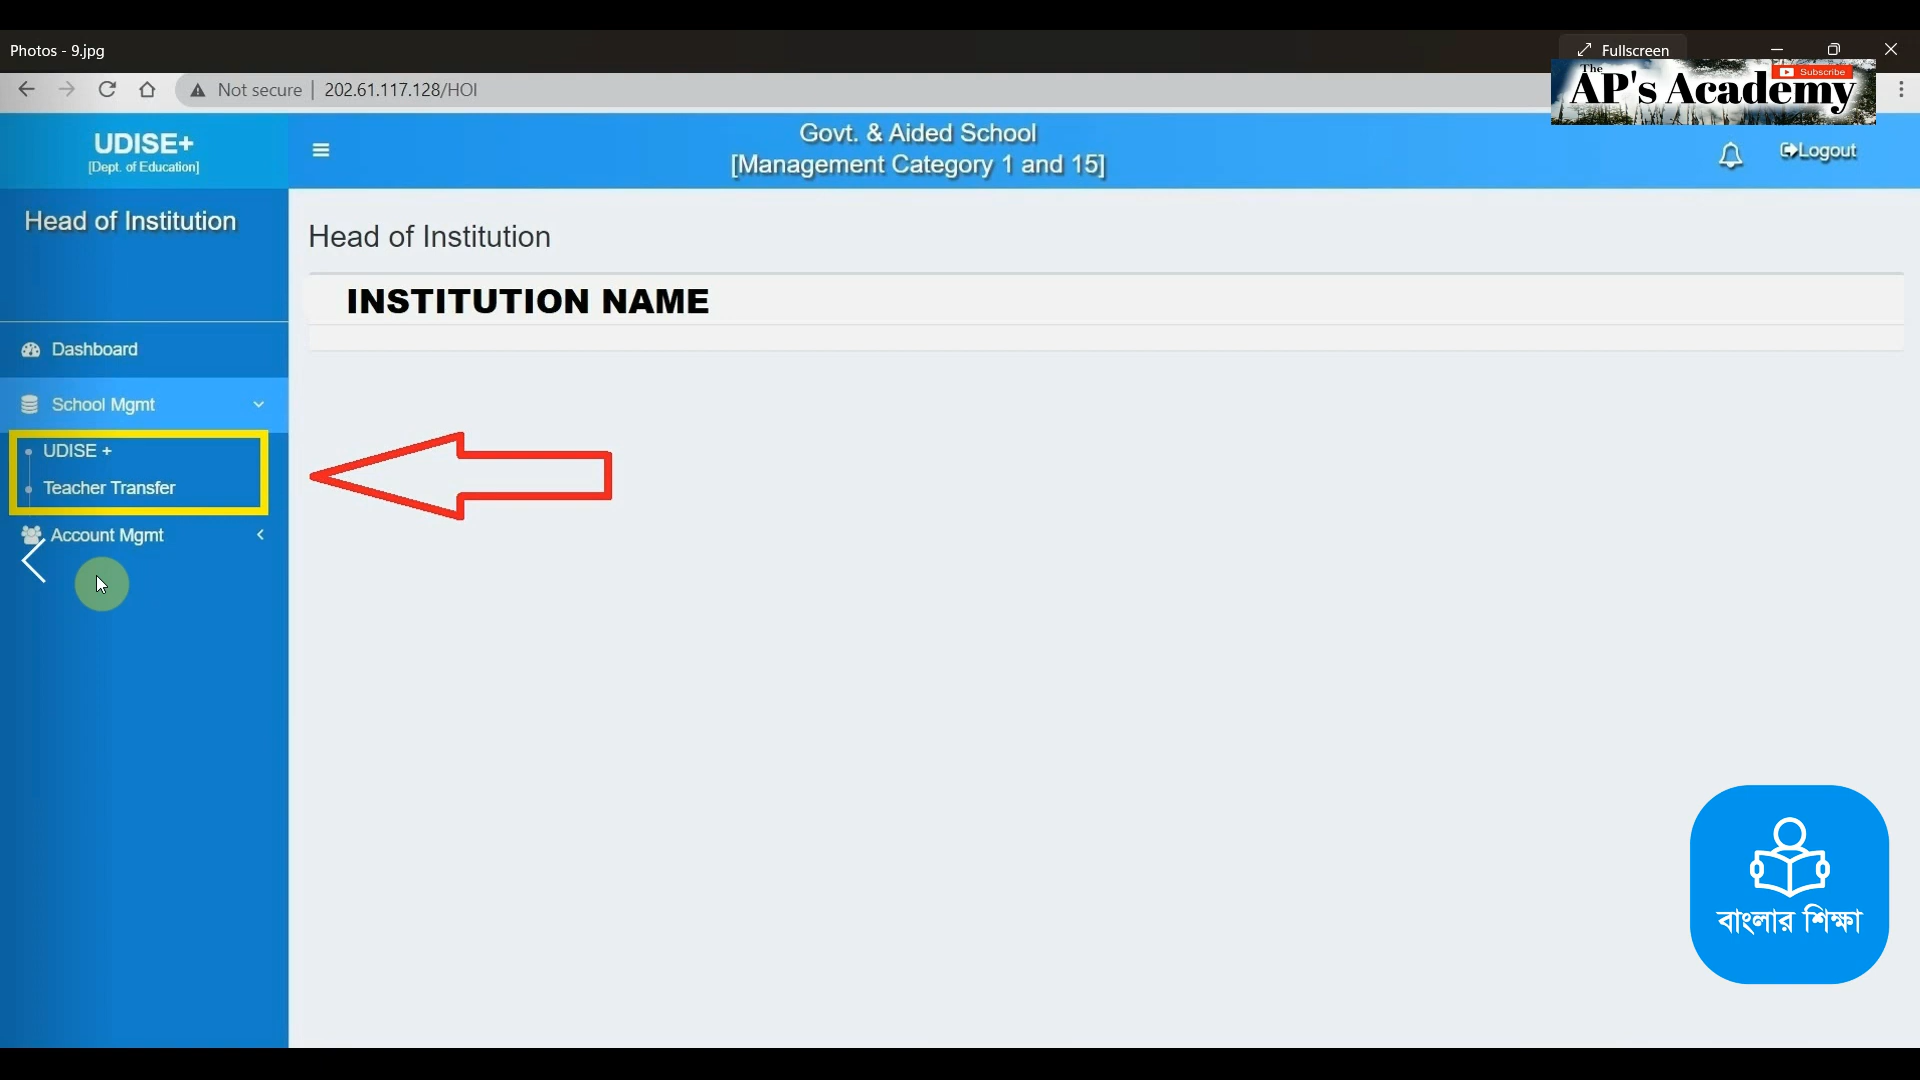 Photos - 9.jpg
Fullscreen
Not secure | 202.61.117.128/HOI
The
AP's Academy
Subscribe
UDISE+
[Dept. of Education]
Govt. & Aided School
[Management Category 1 and 15]
Logout
Head of Institution
Head of Institution
INSTITUTION NAME
Dashboard
School Mgmt
UDISE +
Teacher Transfer
Account Mgmt
বাংলার শিক্ষা